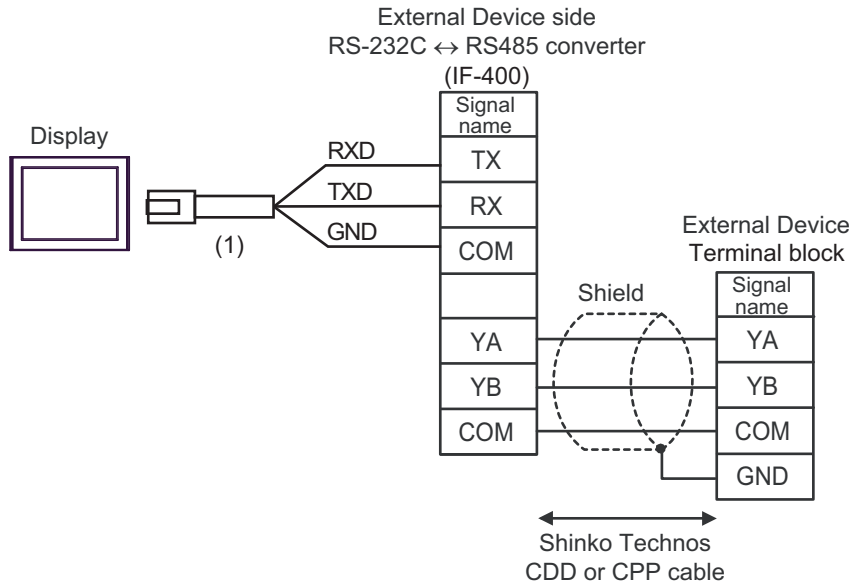 External Device side
RS-232C ↔ RS485 converter
(IF-400)
Signal
name
Display
RXD
TX
TXD
RX
GND
COM
(1)
External Device
Terminal block
Signal
name
Shield
YA
YA
YB
YB
COM
COM
GND
Shinko Technos
CDD or CPP cable